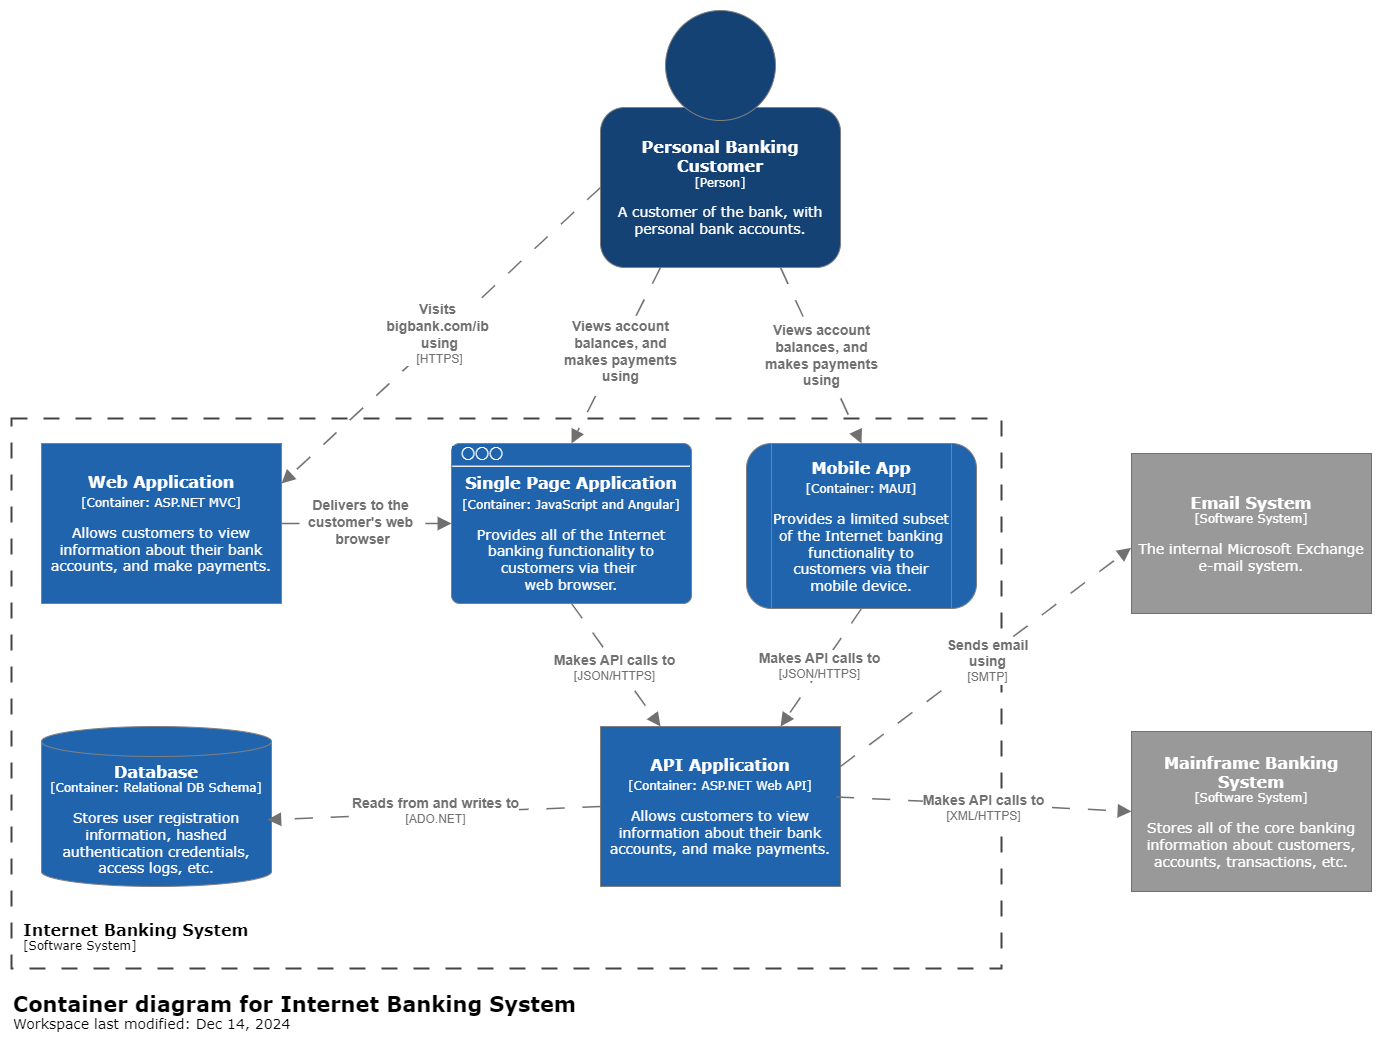 Personal Banking
Customer
[Person]
A customer of the bank, with
personal bank accounts.
Visits
bigbank.com/ib
using
[HTTPS]
Views account
balances, and
makes payments
using
Views account
balances, and
makes payments
using
Web Application
[Container: ASP.NET MVC]
Allows customers to view
information about their bank
accounts, and make payments.
Delivers to the
customer's web
browser
Single Page Application
[Container: JavaScript and Angular]
Provides all of the Internet
banking functionality to
customers via their
web browser.
Mobile App
[Container: MAUI]
Provides a limited subset
of the Internet banking
functionality to
customers via their
mobile device.
Email System
[Software System]
The internal Microsoft Exchange
e-mail system.
Makes API calls to
[JSON/HTTPS]
Makes API calls to
[JSON/HTTPS]
Sends email
using
[SMTP]
Database
[Container: Relational DB Schema]
Stores user registration
information, hashed
authentication credentials,
access logs, etc.
Reads from and writes to
[ADO.NET]
API Application
[Container: ASP.NET Web API]
Allows customers to view
information about their bank
accounts, and make payments.
Makes API calls to
[XML/HTTPS]
Mainframe Banking
System
[Software System]
Stores all of the core banking
information about customers,
accounts, transactions, etc.
Internet Banking System
[Software System]
Container diagram for Internet Banking System
Workspace last modified: Dec 14, 2024